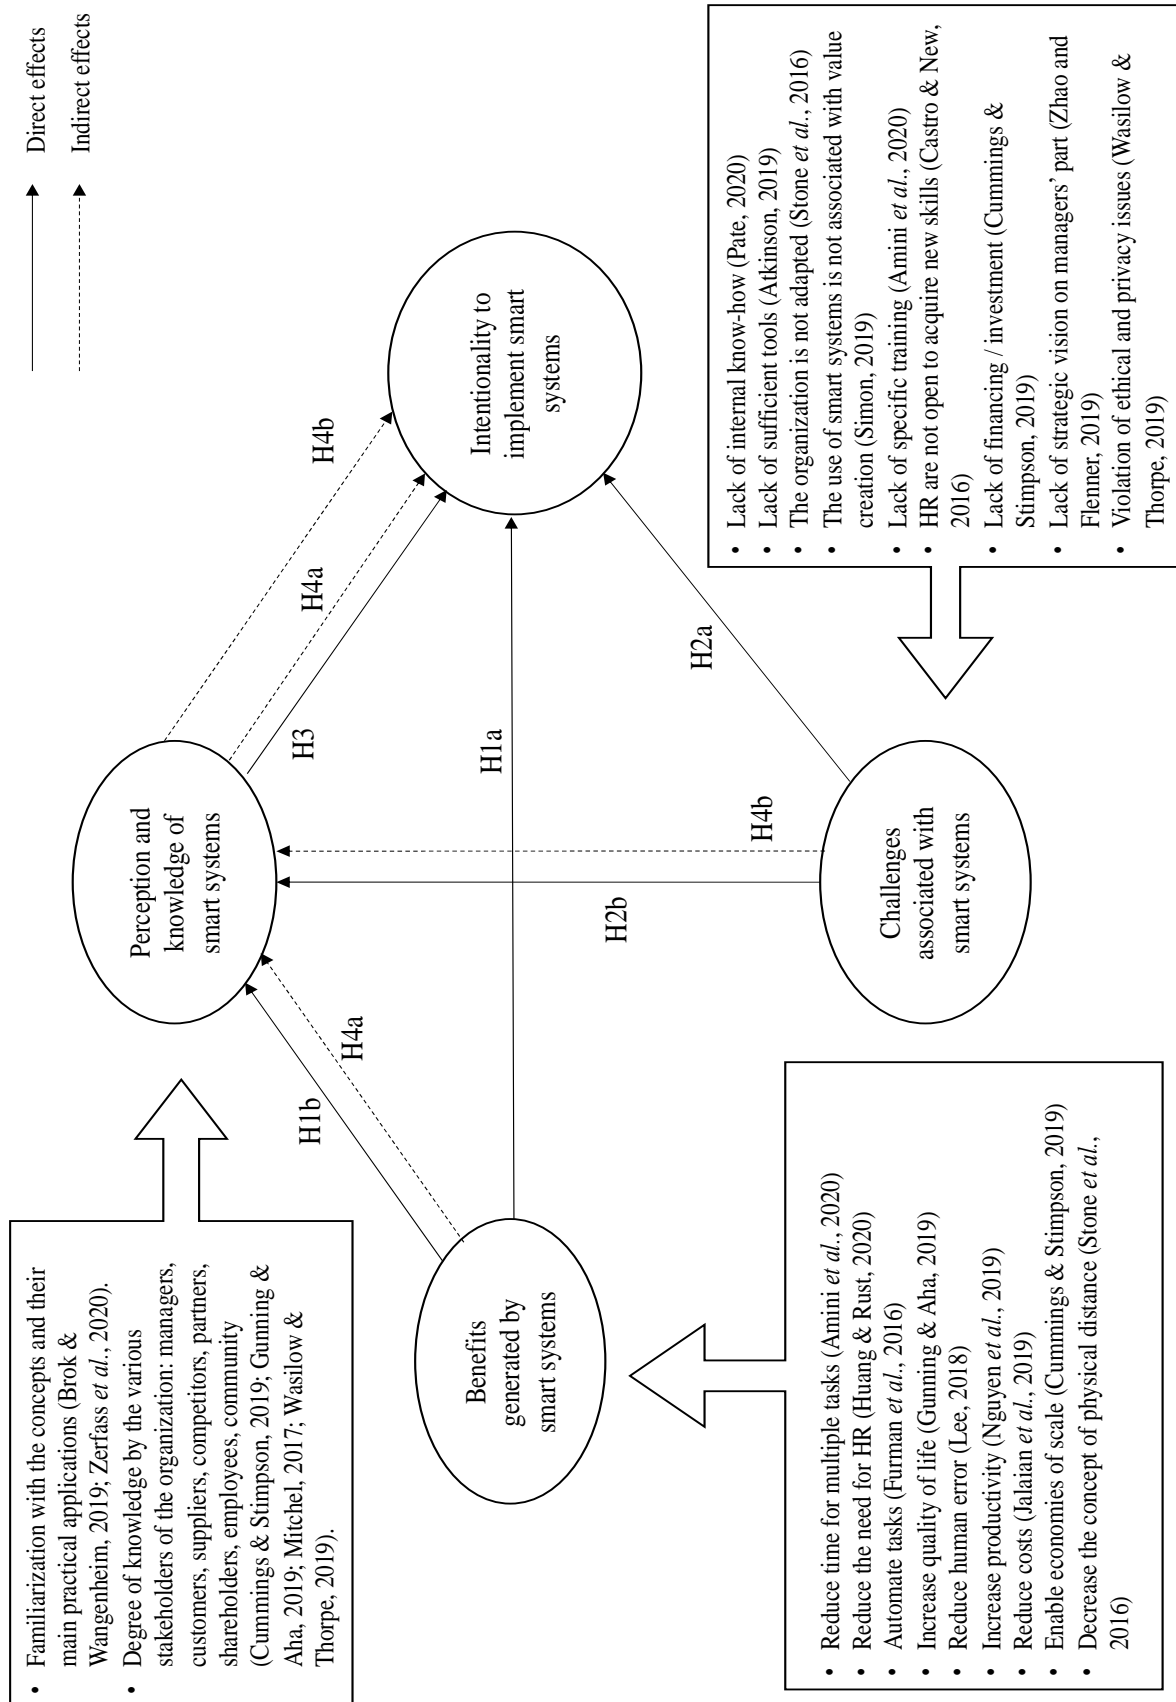 Direct effects
Indirect effects
• Familiarization with the concepts and their
main practical applications (Brok &
Wangenheim, 2019; Zerfass et al., 2020).
• Degree of knowledge by the various
stakeholders of the organization: managers,
customers, suppliers, competitors, partners,
shareholders, employees, community
(Cummings & Stimpson, 2019; Gunning &
Aha, 2019; Mitchel, 2017; Wasilow &
Thorpe, 2019).
Perception and
knowledge of
smart systems
H4b
H4a
H3
H1b
H4a
Benefits
generated by
smart systems
H1a
Intentionality to
implement smart
systems
H2b
H4b
H2a
Challenges
associated with
smart systems
• Reduce time for multiple tasks (Amini et al., 2020)
• Reduce the need for HR (Huang & Rust, 2020)
• Automate tasks (Furman et al., 2016)
• Increase quality of life (Gunning & Aha, 2019)
• Reduce human error (Lee, 2018)
• Increase productivity (Nguyen et al., 2019)
• Reduce costs (Jalaian et al., 2019)
• Enable economies of scale (Cummings & Stimpson, 2019)
• Decrease the concept of physical distance (Stone et al.,
2016)
• Lack of internal know-how (Pate, 2020)
• Lack of sufficient tools (Atkinson, 2019)
• The organization is not adapted (Stone et al., 2016)
• The use of smart systems is not associated with value
creation (Simon, 2019)
• Lack of specific training (Amini et al., 2020)
• HR are not open to acquire new skills (Castro & New,
2016)
• Lack of financing / investment (Cummings &
Stimpson, 2019)
• Lack of strategic vision on managers' part (Zhao and
Flenner, 2019)
• Violation of ethical and privacy issues (Wasilow &
Thorpe, 2019)